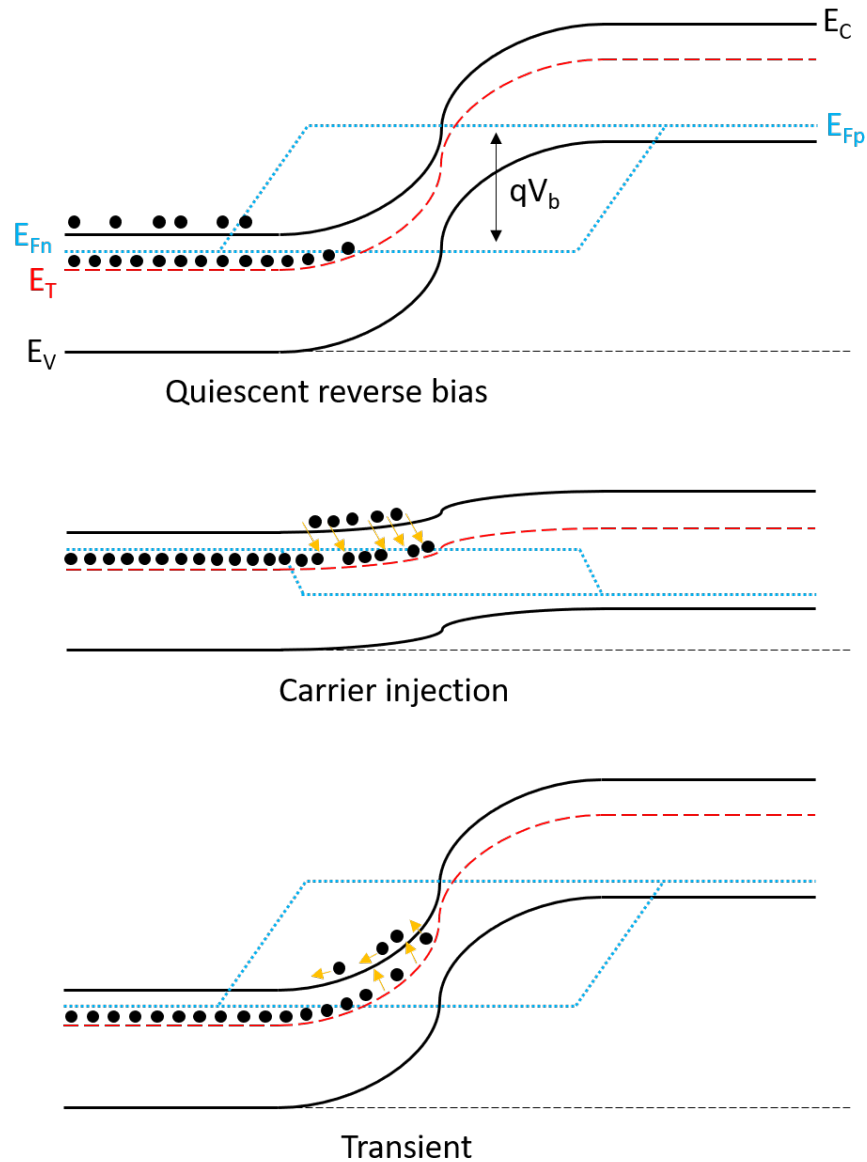 E_C
E_Fp
qV_b
E_Fn
E_T
E_V
Quiescent reverse bias
Carrier injection
Transient